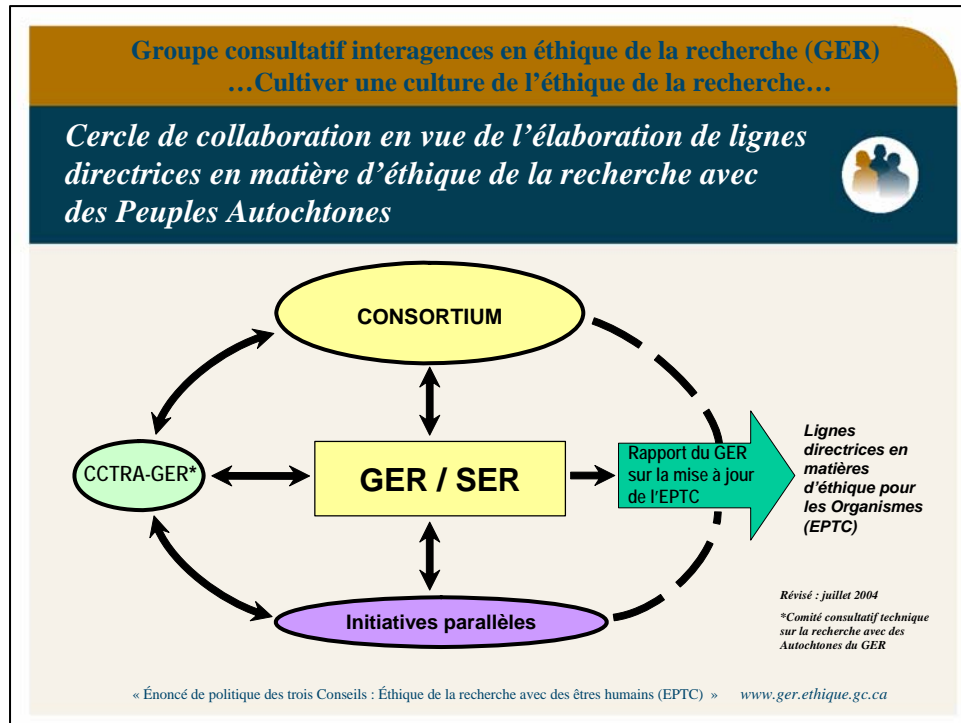 Groupe consultatif interagences en éthique de la recherche (GER)
…Cultiver une culture de l’éthique de la recherche…
Cercle de collaboration en vue de l’élaboration de lignes
directrices en matière d’éthique de la recherche avec
des Peuples Autochtones
CONSORTIUM
CCTRA-GER*
GER / SER
Rapport du GER
sur la mise à jour
de l’EPTC
Lignes
directrices en
matières
d’éthique pour
les Organismes
(EPTC)
Initiatives parallèles
Révisé : juillet 2004
*Comité consultatif technique
sur la recherche avec des
Autochtones du GER
« Énoncé de politique des trois Conseils : Éthique de la recherche avec des êtres humains (EPTC) » www.ger.ethique.gc.ca